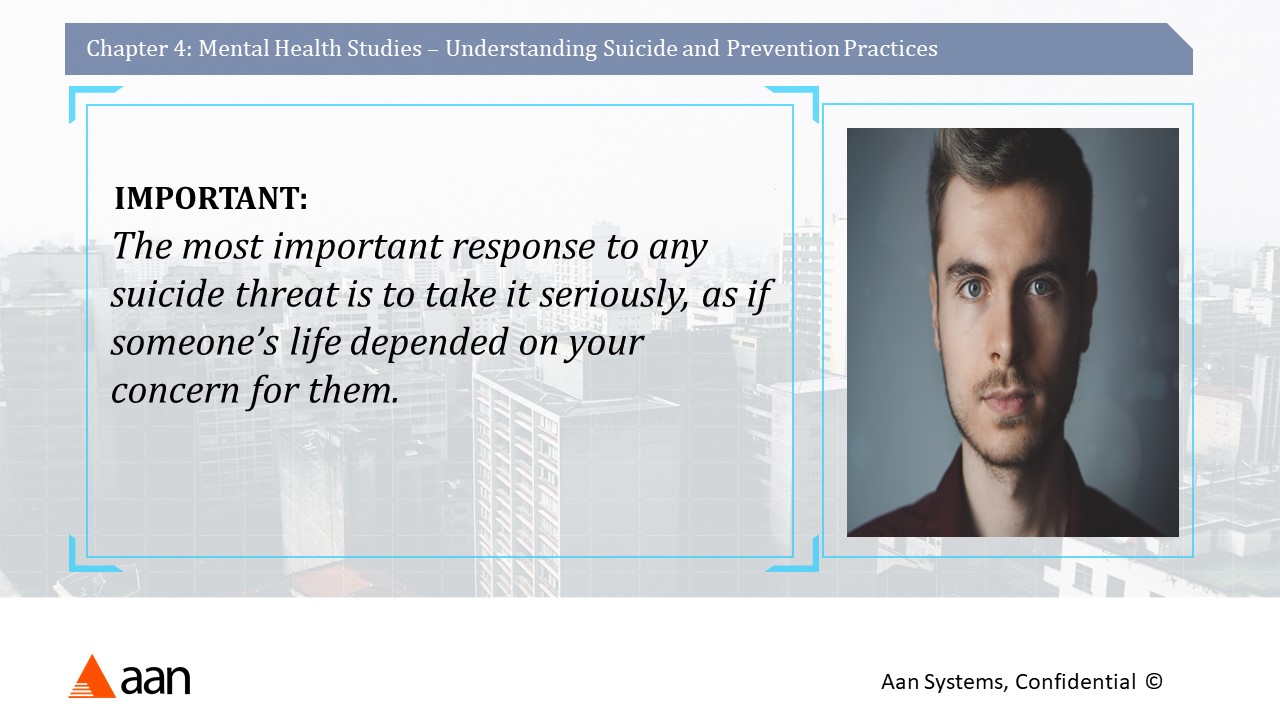 Chapter 4: Mental Health Studies – Understanding Suicide and Prevention Practices
IMPORTANT:
The most important response to any
suicide threat is to take it seriously, as if
someone’s life depended on your
concern for them.
aan
Aan Systems, Confidential ©